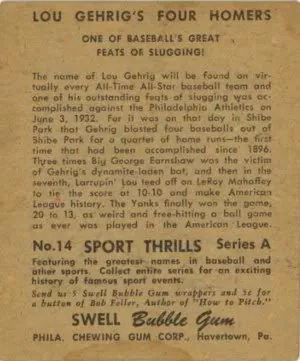 LOU GEHRIG'S FOUR HOMERS
ONE OF BASEBALL'S GREAT
FEATS OF SLUGGING!
The name of Lou Gehrig will be found an vir-
tually every All-Time All-Star baseball team and
one of his outstanding feats of slugging was ac-
complished against the Philadelphia Athletics on
June 3, 1932. For it was on that day in Shibe
Park that Gehrig blasted four baseballs out of
Shibe Park for a quartet of home runs—the first
time that had been accomplished since 1896.
Three times Big George Earnshaw was the victim
of Gehrig's dynamite-laden bat, and then in the
seventh, Larrupin' Lou teed off on LeRoy Mahaffey
to tie the score at 10-10 and make American
League history. The Yanks finally won the game,
20 to 13, as weird and free-hitting a ball game
as ever was played in the American League.
No. 14 SPORT THRILLS Series A
Featuring the greatest names in baseball and
other sports. Collect entire series for an exciting
history of famous sport events.
Send us 5 Swell Bubble Gum wrappers and 5c for
a button of Bob Feller, Author of "How to Pitch."
SWELL Bubble Gum
PHILA. CHEWING GUM CORP., Havertown, Pa.